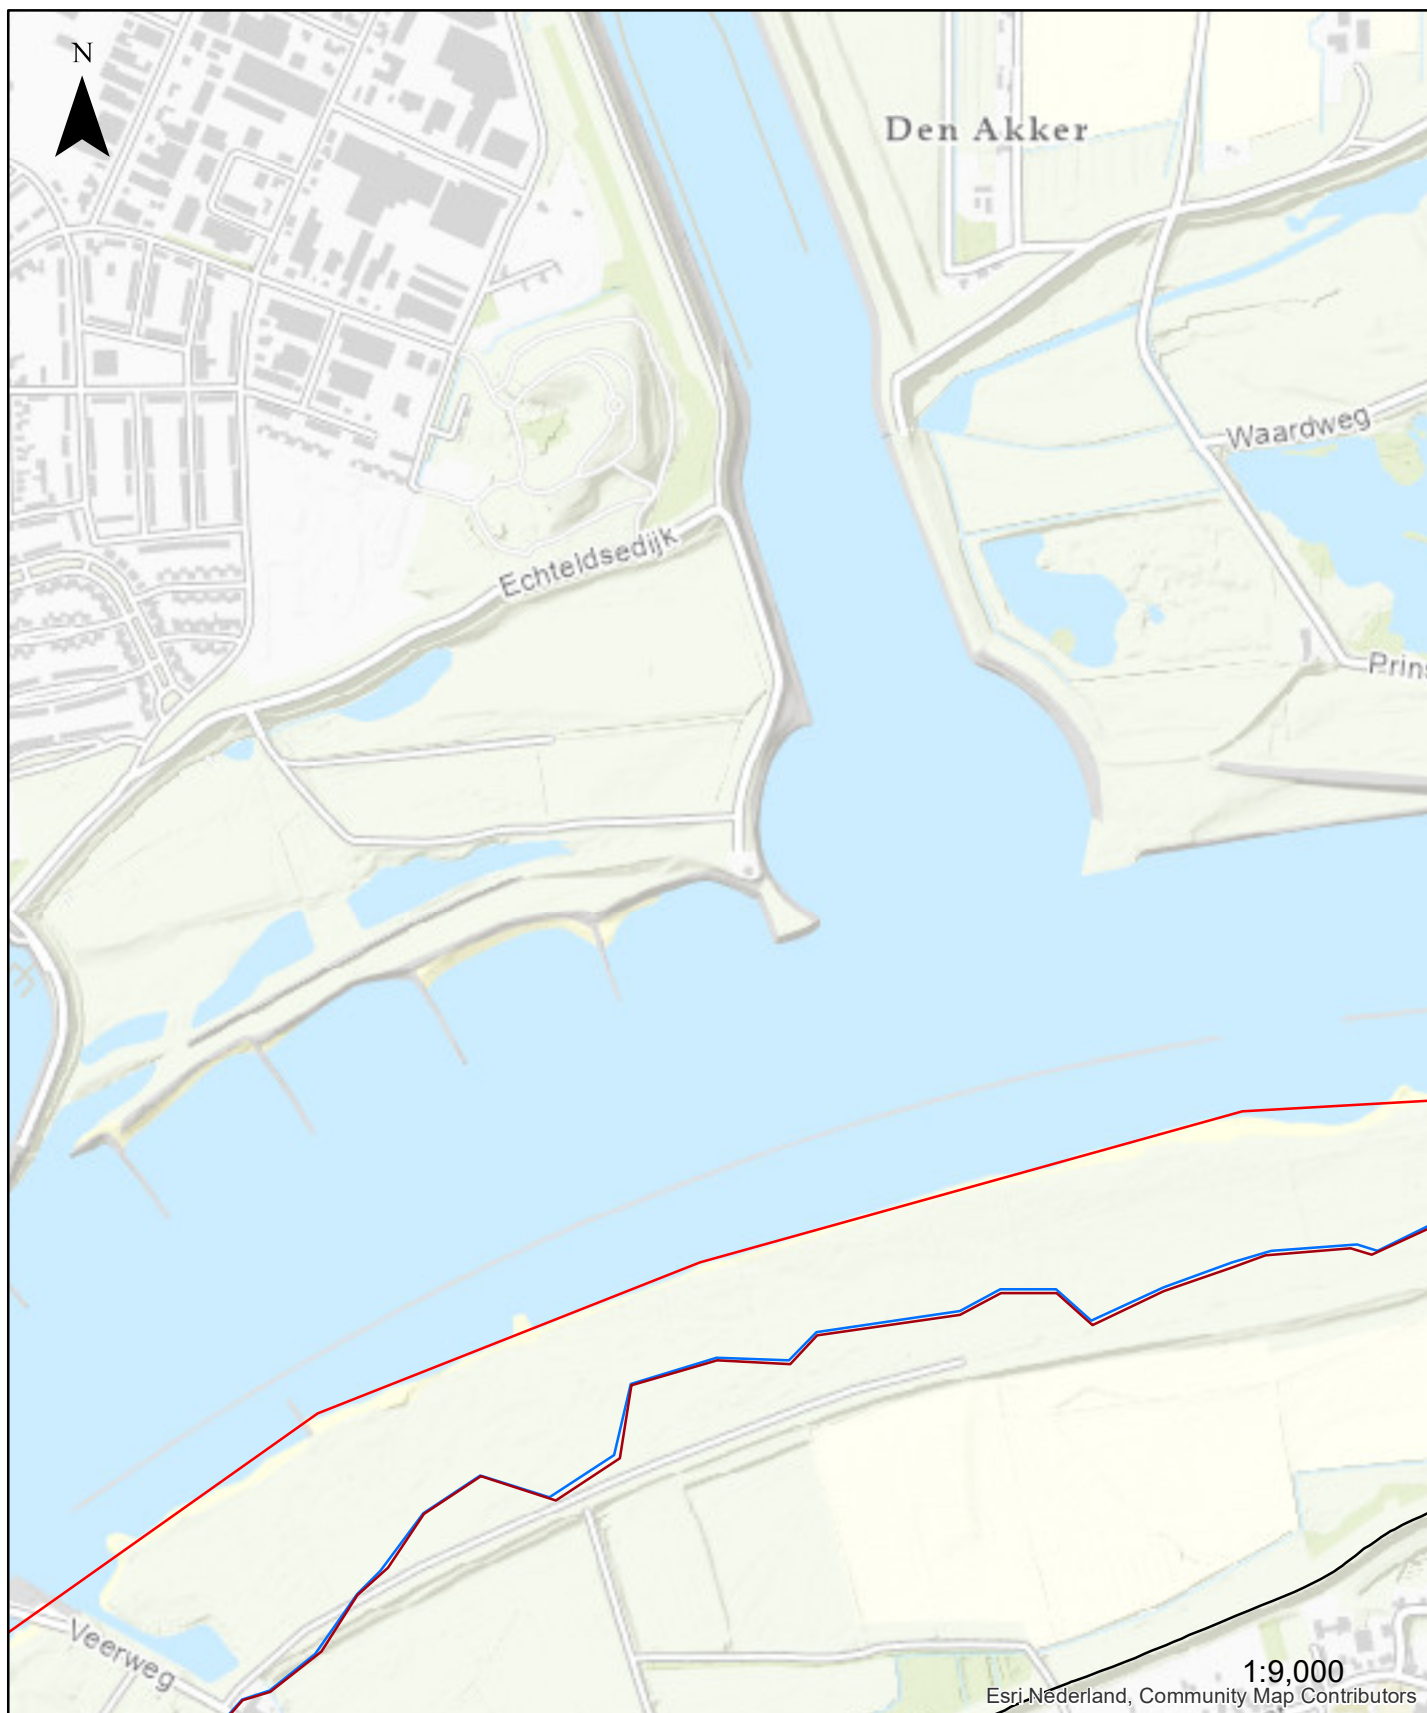 N
Den Akker
Waardweg
Echteldsedijk
Prins
Veerweg
1:9,000
Esri Nederland, Community Map Contributors